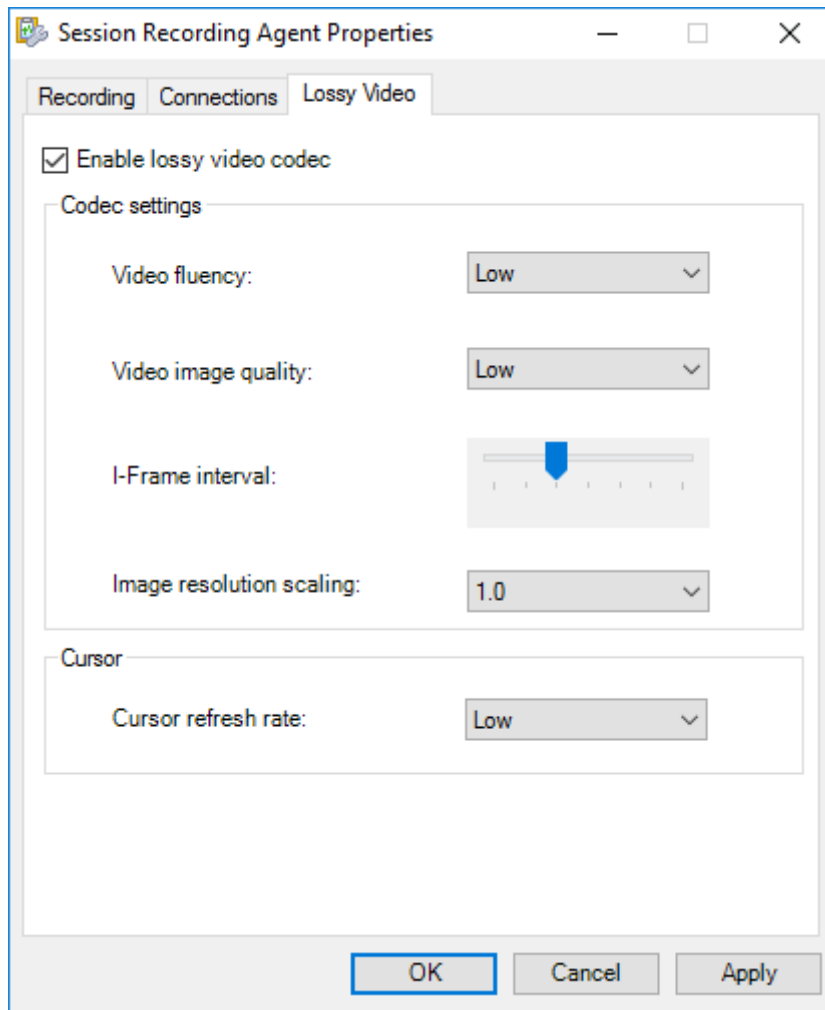 Session Recording Agent Properties
Recording Connections Lossy Video
Enable lossy video codec
Codec settings
Video fluency: Low
Video image quality: Low
I-Frame interval:
Image resolution scaling: 1.0
Cursor
Cursor refresh rate: Low
OK Cancel Apply